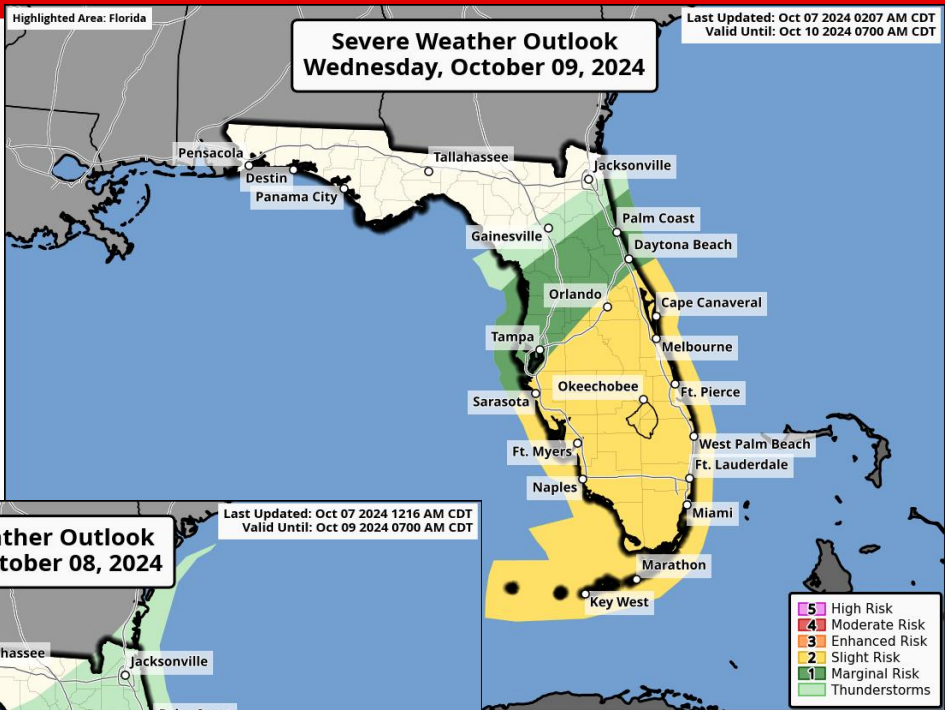 Highlighted Area: Florida
Severe Weather Outlook
Wednesday, October 09, 2024
Last Updated: Oct 07 2024 0207 AM CDT
Valid Until: Oct 10 2024 0700 AM CDT
Pensacola
Destin
Panama City
Tallahassee
Jacksonville
Gainesville
Palm Coast
Daytona Beach
Orlando
Cape Canaveral
Tampa
Melbourne
Okeechobee
Ft. Pierce
Sarasota
Ft. Myers
West Palm Beach
Ft. Lauderdale
Naples
Miami
Marathon
Key West
5 High Risk
4 Moderate Risk
3 Enhanced Risk
2 Slight Risk
1 Marginal Risk
Thunderstorms
ther Outlook
tober 08, 2024
Last Updated: Oct 07 2024 1216 AM CDT
Valid Until: Oct 09 2024 0700 AM CDT
hassee
Jacksonville